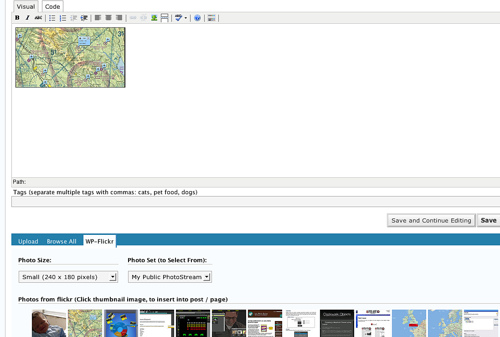 Visual Code
B I ABC
Path:
Tags (separate multiple tags with commas: cats, pet food, dogs)
Save and Continue Editing Save
Upload Browse All WP-Flickr
Photo Size: Photo Set (to Select From):
Small (240 x 180 pixels) My Public PhotoStream
Photos from flickr (Click thumbnail image, to insert into post / page)